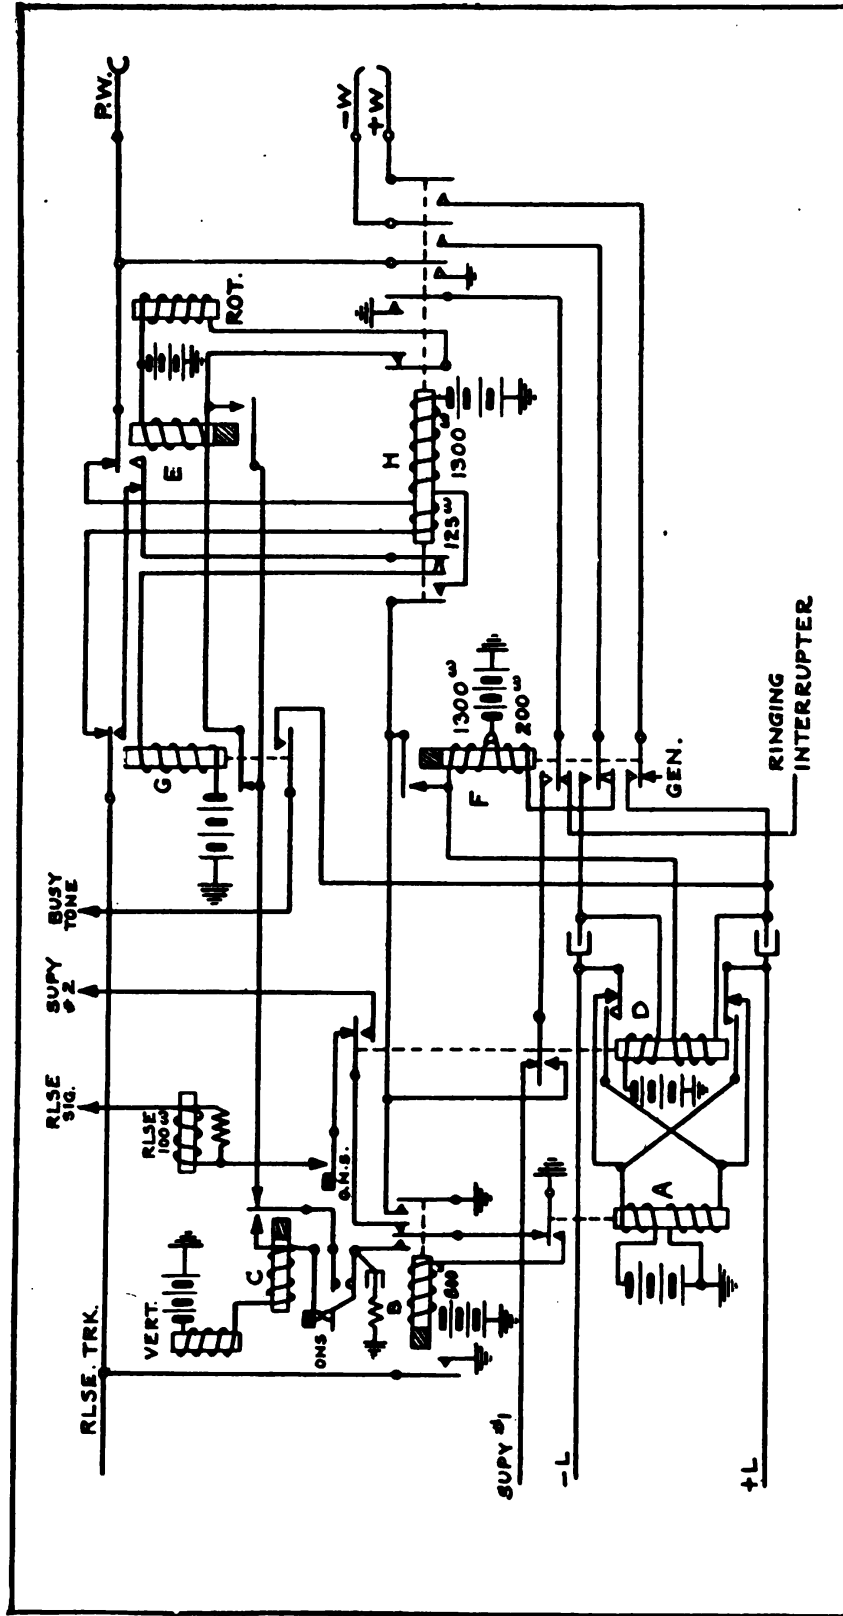 P.W.
-W
+W
ROT.
E
H
1300 ω
125 ω
G
1300 ω
200 ω
F
GEN.
RINGING
INTERRUPTER
BUSY
TONE
SUPY
#2
RLSE
SIG.
RLSE
100 ω
O.N.S.
D
A
C
VERT.
ONS
B
RLSE. TRK.
SUPY #1
-L
+L